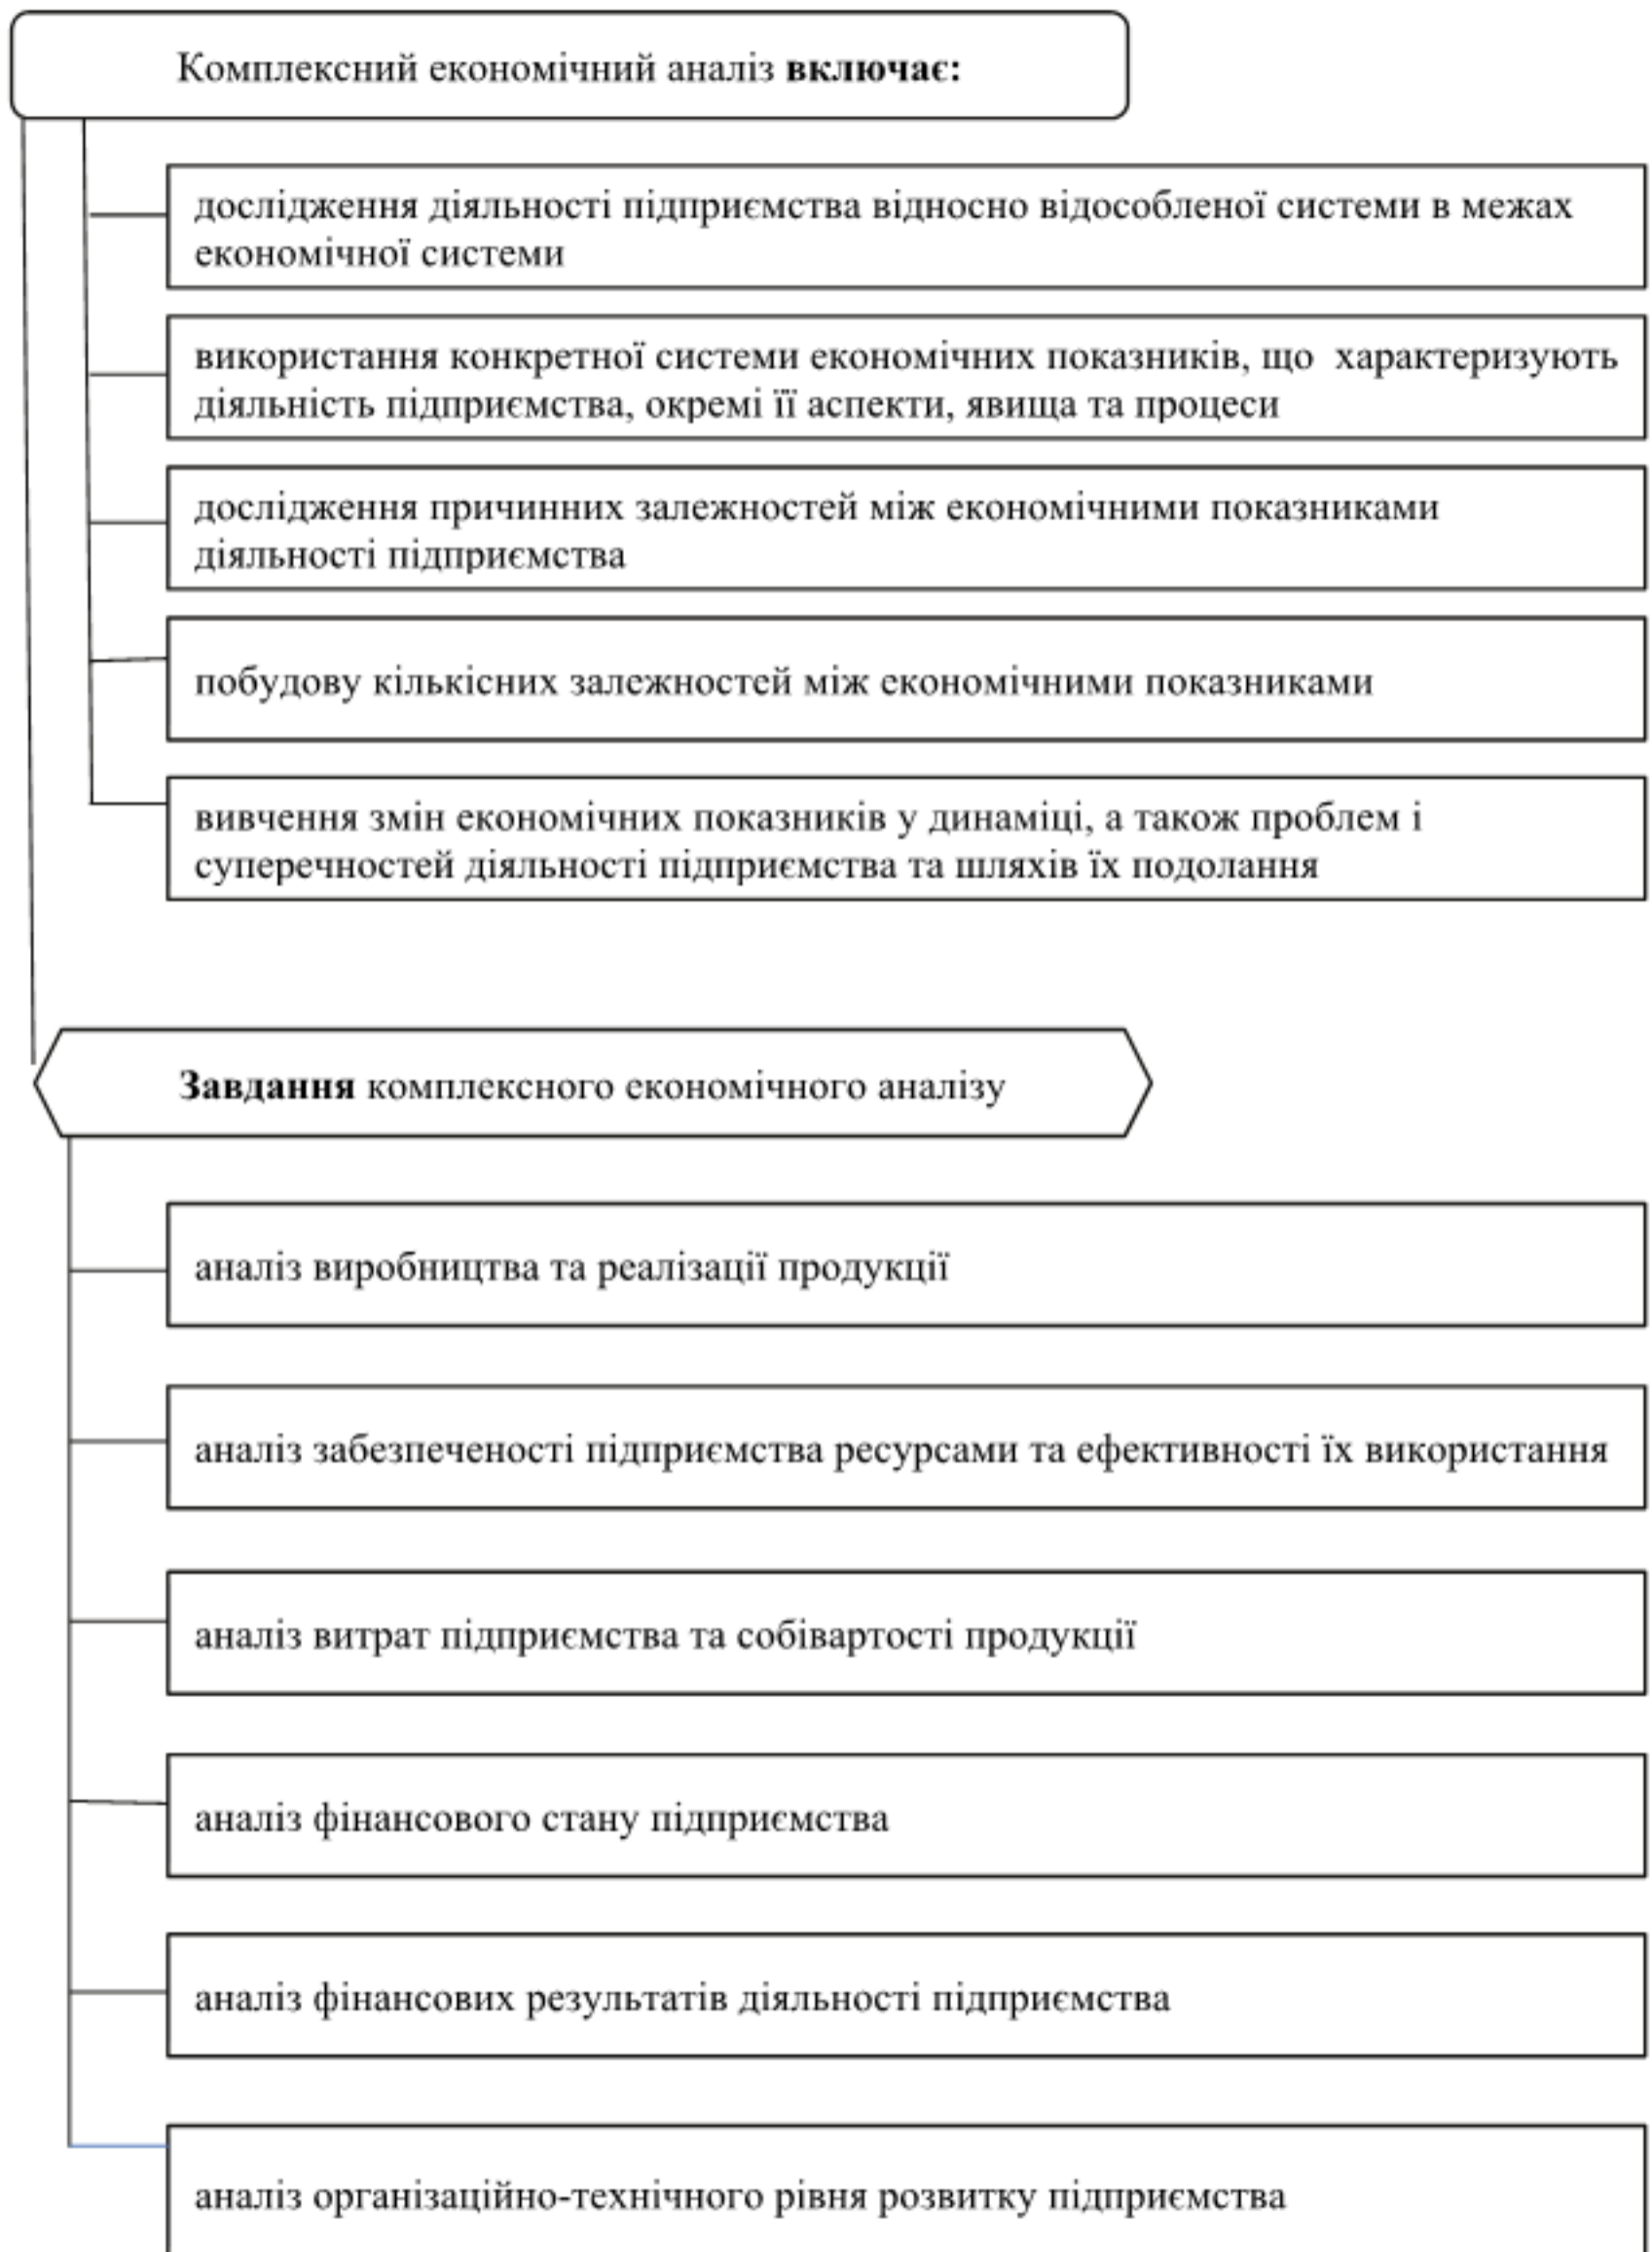 Комплексний економічний аналіз включає:
дослідження діяльності підприємства відносно відособленої системи в межах
економічної системи
використання конкретної системи економічних показників, що  характеризують
діяльність підприємства, окремі її аспекти, явища та процеси
дослідження причинних залежностей між економічними показниками
діяльності підприємства
побудову кількісних залежностей між економічними показниками
вивчення змін економічних показників у динаміці, а також проблем і
суперечностей діяльності підприємства та шляхів їх подолання
Завдання комплексного економічного аналізу
аналіз виробництва та реалізації продукції
аналіз забезпеченості підприємства ресурсами та ефективності їх використання
аналіз витрат підприємства та собівартості продукції
аналіз фінансового стану підприємства
аналіз фінансових результатів діяльності підприємства
аналіз організаційно-технічного рівня розвитку підприємства